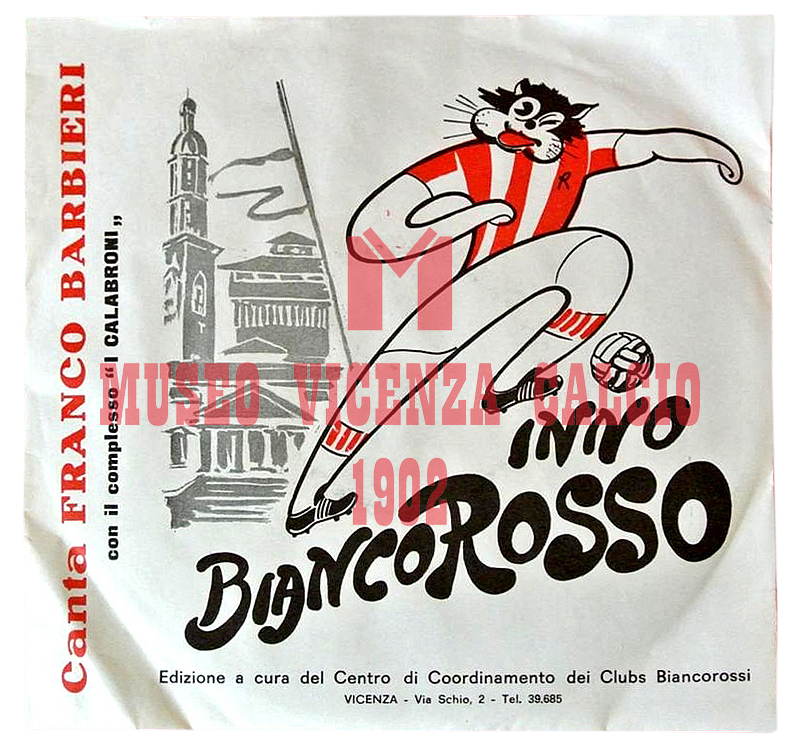 Canta FRANCO BARBIERI
con il complesso "I CALABRONI„
R
M
MUSEO VICENZA CALCIO
1902
INNO
BIANCOROSSO
Edizione a cura del Centro di Coordinamento dei Clubs Biancorossi
VICENZA - Via Schio, 2 - Tel. 39.685